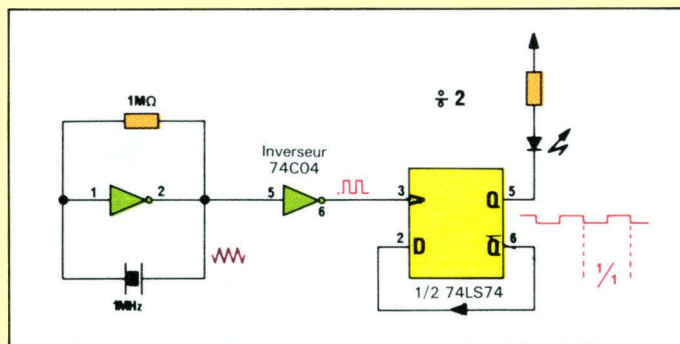 1MΩ
÷ 2
Inverseur
74C04
1
2
5
6
3
Q
5
2
D
Q̅
6
1MHz
1/2 74LS74
1/1